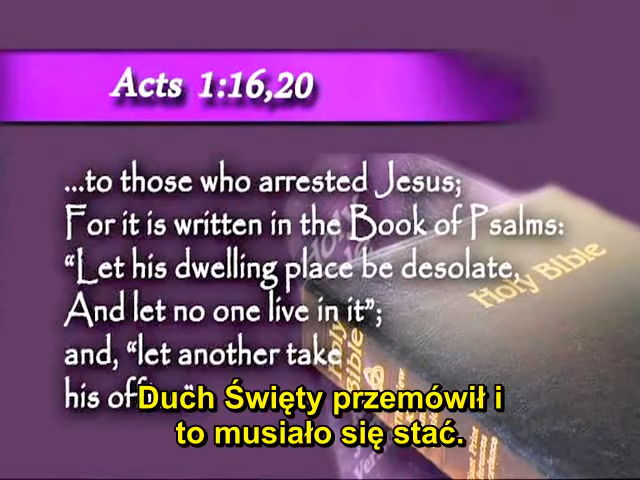 Acts 1:16,20
...to those who arrested Jesus;
For it is written in the Book of Psalms:
“Let his dwelling place be desolate,
And let no one live in it”;
and, “let another take
his
Duch Święty przemówił i
to musiało się stać.
Holy Bible
Holy
Bible